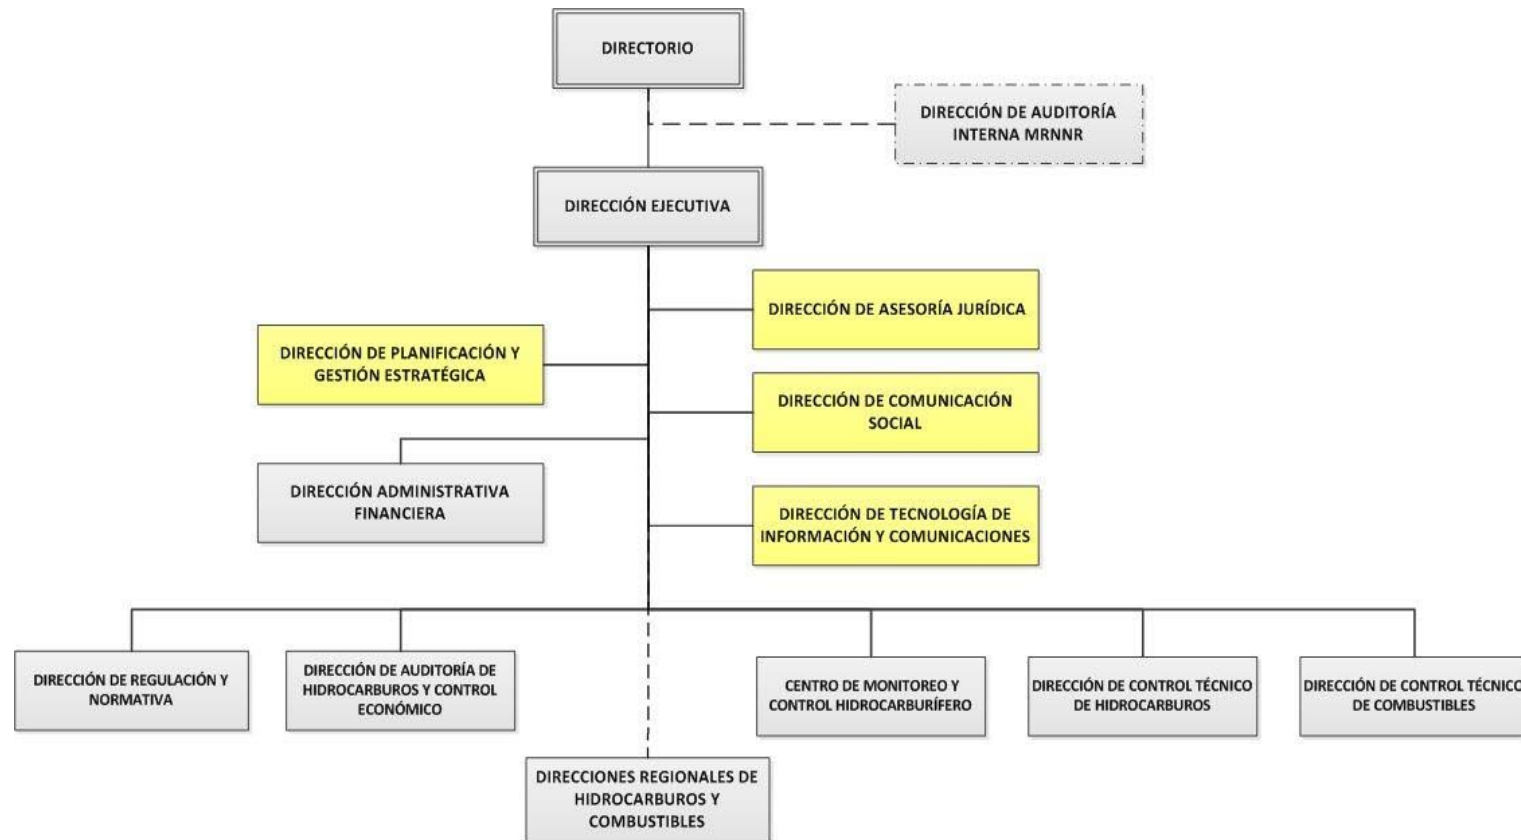 DIRECTORIO
DIRECCIÓN DE AUDITORÍA
INTERNA MRNNR
DIRECCIÓN EJECUTIVA
DIRECCIÓN DE ASESORÍA JURÍDICA
DIRECCIÓN DE PLANIFICACIÓN Y
GESTIÓN ESTRATÉGICA
DIRECCIÓN DE COMUNICACIÓN
SOCIAL
DIRECCIÓN ADMINISTRATIVA
FINANCIERA
DIRECCIÓN DE TECNOLOGÍA DE
INFORMACIÓN Y COMUNICACIONES
DIRECCIÓN DE REGULACIÓN Y
NORMATIVA
DIRECCIÓN DE AUDITORÍA DE
HIDROCARBUROS Y CONTROL
ECONÓMICO
CENTRO DE MONITOREO Y
CONTROL HIDROCARBURÍFERO
DIRECCIÓN DE CONTROL TÉCNICO
DE HIDROCARBUROS
DIRECCIÓN DE CONTROL TÉCNICO
DE COMBUSTIBLES
DIRECCIONES REGIONALES DE
HIDROCARBUROS Y
COMBUSTIBLES